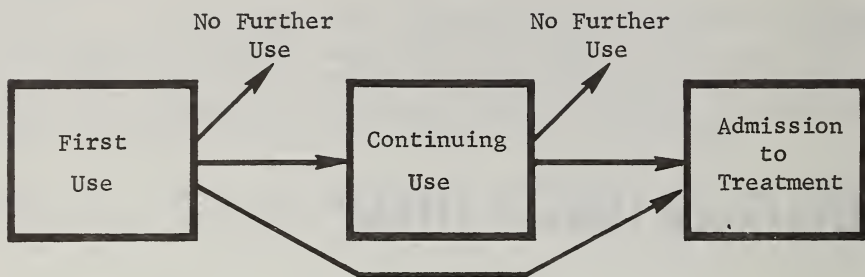 No Further
Use
No Further
Use
First
Use
Continuing
Use
Admission
to
Treatment